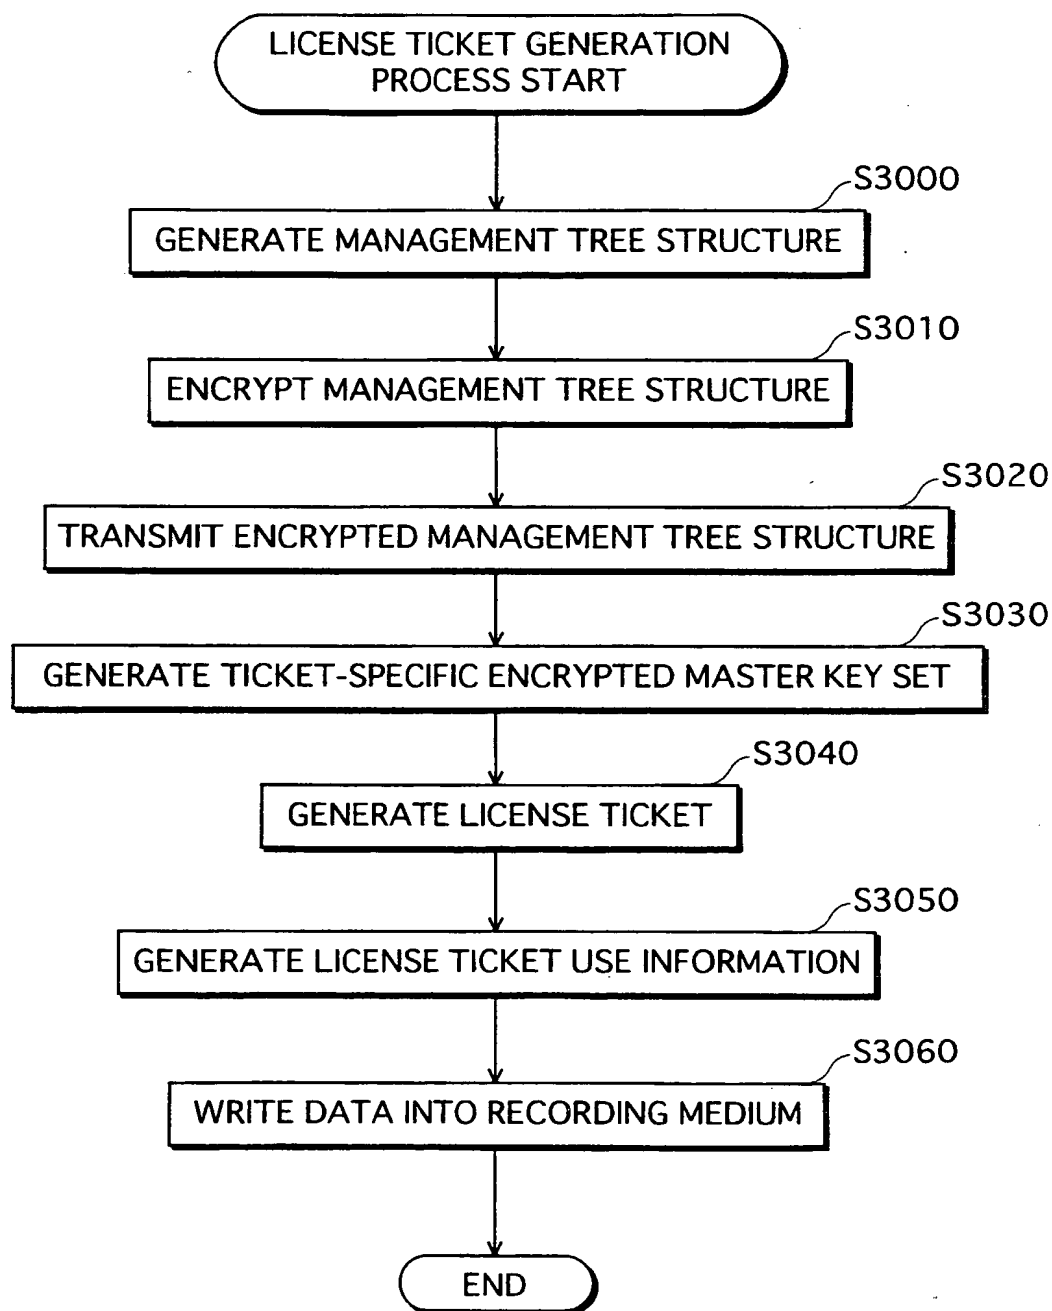 LICENSE TICKET GENERATION
PROCESS START
S3000
GENERATE MANAGEMENT TREE STRUCTURE
S3010
ENCRYPT MANAGEMENT TREE STRUCTURE
S3020
TRANSMIT ENCRYPTED MANAGEMENT TREE STRUCTURE
S3030
GENERATE TICKET-SPECIFIC ENCRYPTED MASTER KEY SET
S3040
GENERATE LICENSE TICKET
S3050
GENERATE LICENSE TICKET USE INFORMATION
S3060
WRITE DATA INTO RECORDING MEDIUM
END